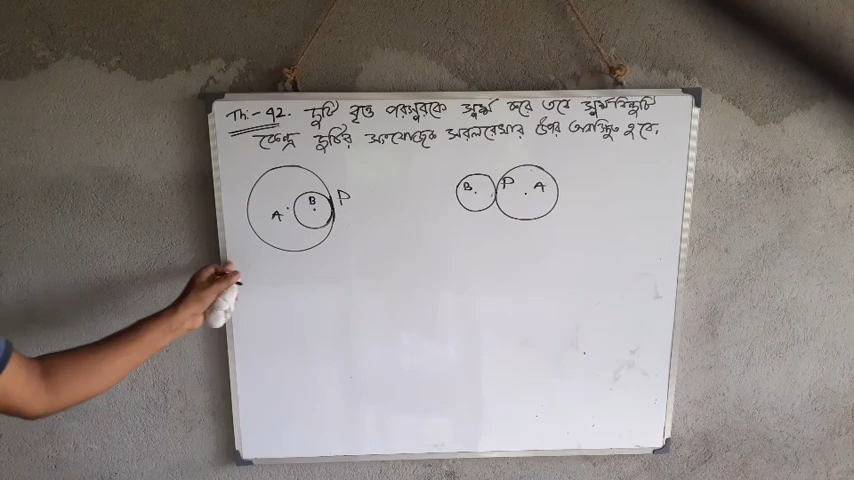 Th:- 42. দুটি বৃত্ত পরস্পরকে স্পর্শ করে তবে স্পর্শবিন্দুটি
কেন্দ্র দুটির সংযোজক সরলরেখার উপর অবস্থিত হবে.
A B P
B P A